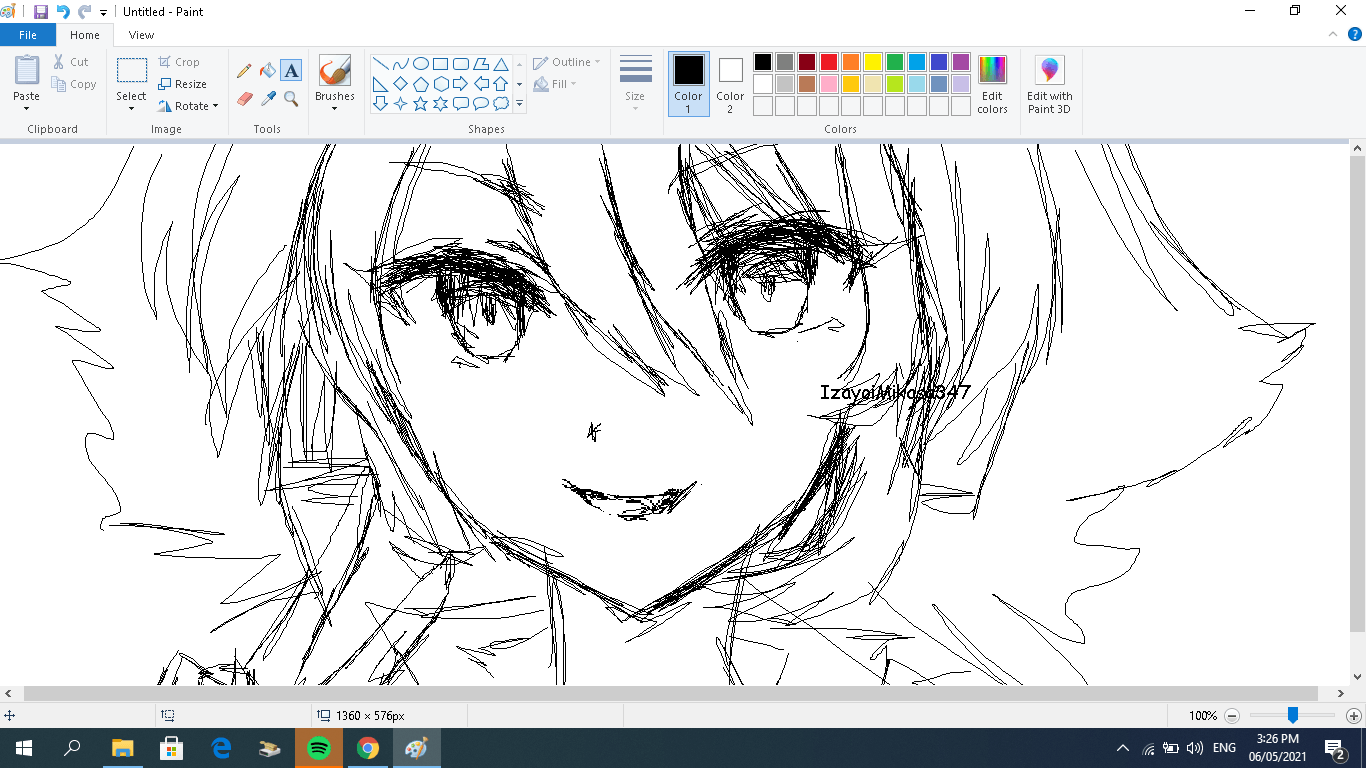 Untitled - Paint
File
Home
View
Paste
Cut
Copy
Clipboard
Select
Crop
Resize
Rotate
Image
A
Tools
Brushes
Outline
Fill
Shapes
Size
Color 1
Color 2
Edit colors
Colors
Edit with Paint 3D
IzayoiMikasa347
1360 × 576px
100%
ENG
3:26 PM
06/05/2021
2